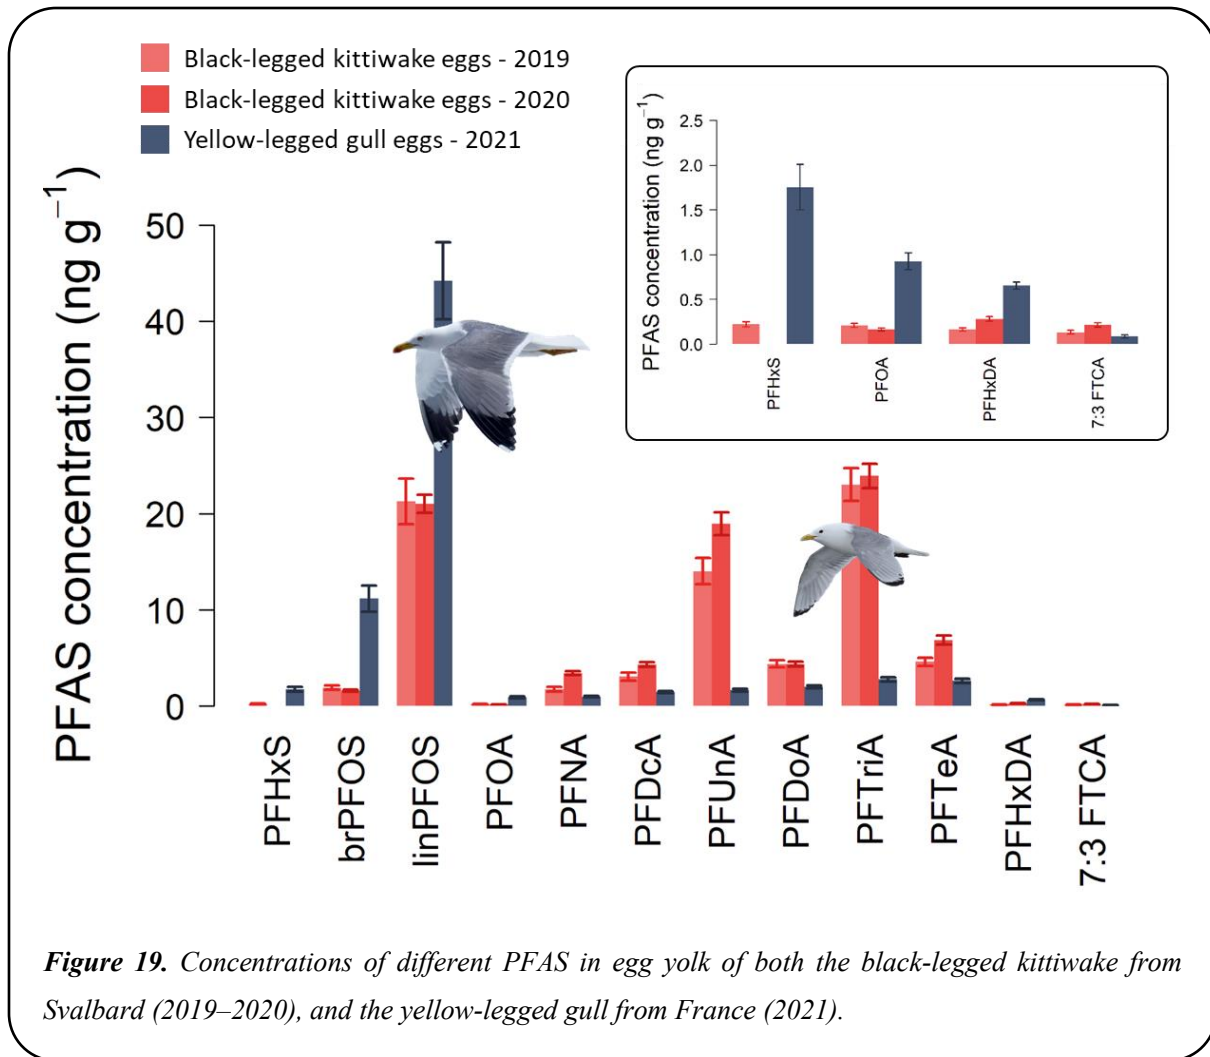 Black-legged kittiwake eggs - 2019
Black-legged kittiwake eggs - 2020
Yellow-legged gull eggs - 2021
PFAS concentration (ng g⁻¹)
50
40
30
20
10
0
PFHxS
brPFOS
linPFOS
PFOA
PFNA
PFDcA
PFUnA
PFDoA
PFTriA
PFTeA
PFHxDA
7:3 FTCA
PFAS concentration (ng g⁻¹)
2.5
2.0
1.5
1.0
0.5
0.0
PFHxS
PFOA
PFHxDA
7:3 FTCA
Figure 19. Concentrations of different PFAS in egg yolk of both the black-legged kittiwake from
Svalbard (2019–2020), and the yellow-legged gull from France (2021).